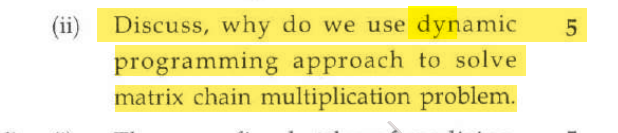 (ii) Discuss, why do we use dynamic 5
programming approach to solve
matrix chain multiplication problem.